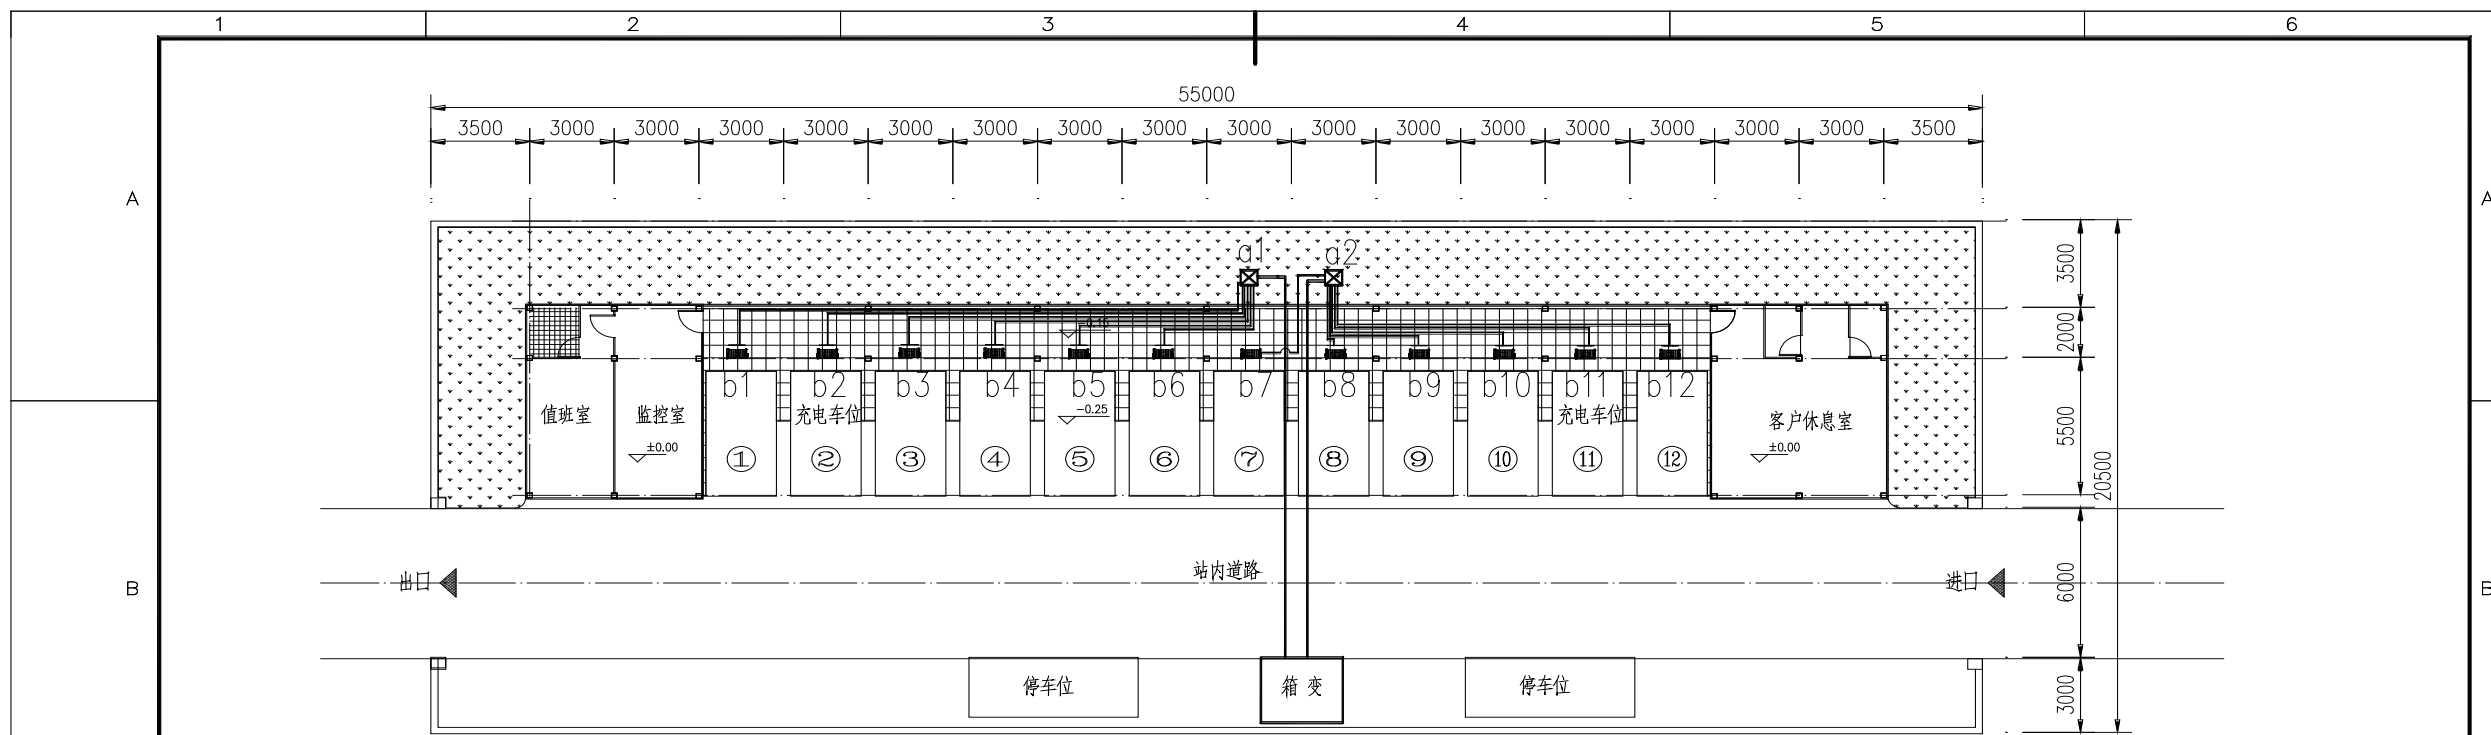 1 2 3 4 5 6
55000
3500 3000 3000 3000 3000 3000 3000 3000 3000 3000 3000 3000 3000 3000 3000 3000 3000 3500
A A
a1 a2
3500
-0.15
2000
b1 b2 b3 b4 b5 b6 b7 b8 b9 b10 b11 b12
值班室 监控室 充电车位 -0.25 充电车位 客户休息室
±0.00 ±0.00
5500
① ② ③ ④ ⑤ ⑥ ⑦ ⑧ ⑨ ⑩ ⑪ ⑫
20500
出口 站内道路 进口
6000
B B
停车位 箱 变 停车位
3000